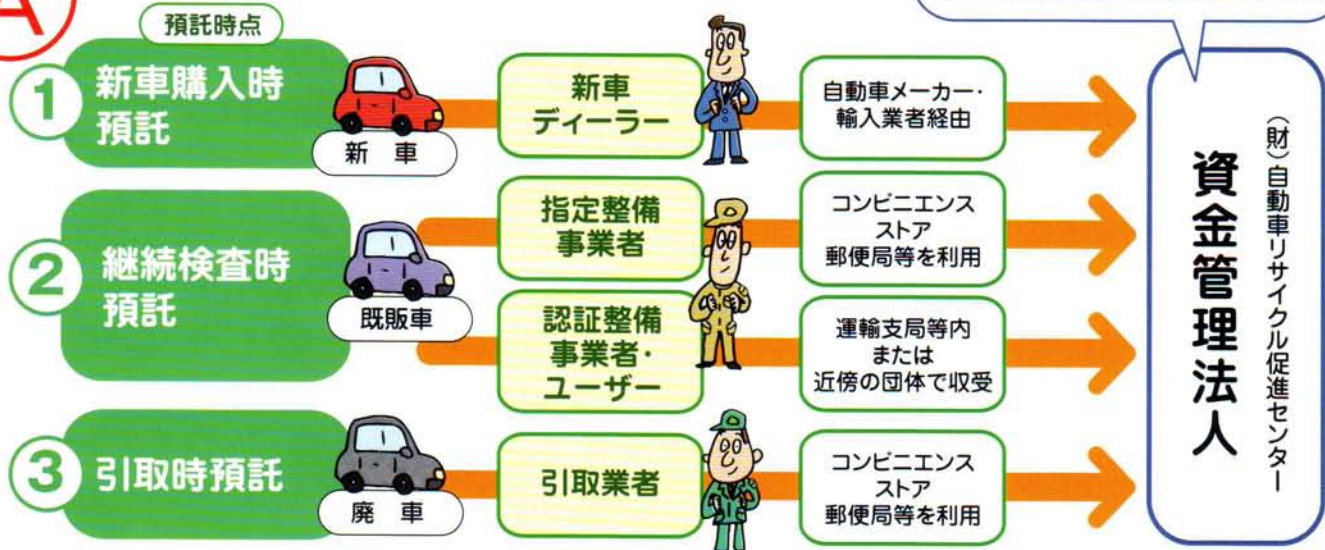 A
預託時点
1
新車購入時
預託
新 車
新車
ディーラー
自動車メーカー・
輸入業者経由
2
継続検査時
預託
既販車
指定整備
事業者
コンビニエンス
ストア
郵便局等を利用
認証整備
事業者・
ユーザー
運輸支局等内
または
近傍の団体で収受
3
引取時預託
廃 車
引取業者
コンビニエンス
ストア
郵便局等を利用
(財)自動車リサイクル促進センター
資金管理法人